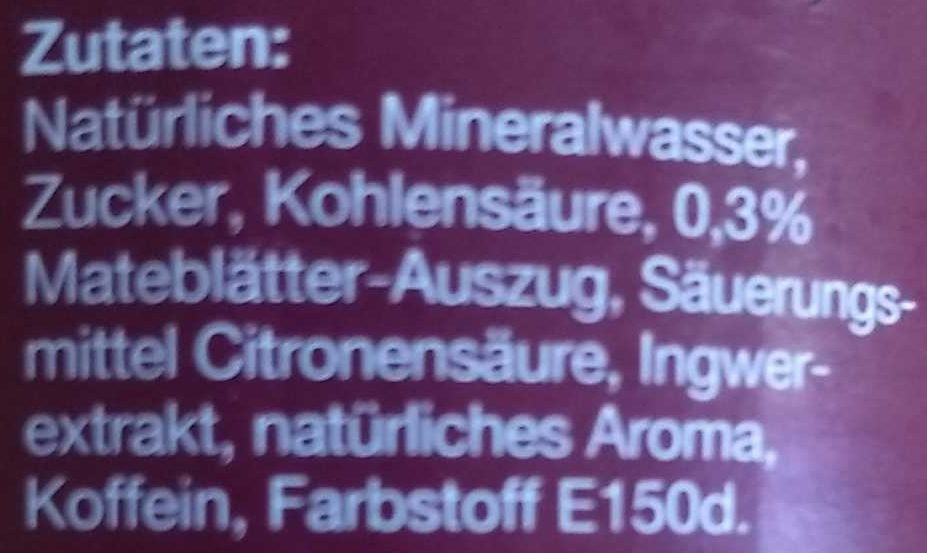 Zutaten:
Natürliches Mineralwasser,
Zucker, Kohlensäure, 0,3%
Mateblätter-Auszug, Säuerungs-
mittel Citronensäure, Ingwer-
extrakt, natürliches Aroma,
Koffein, Farbstoff E150d.